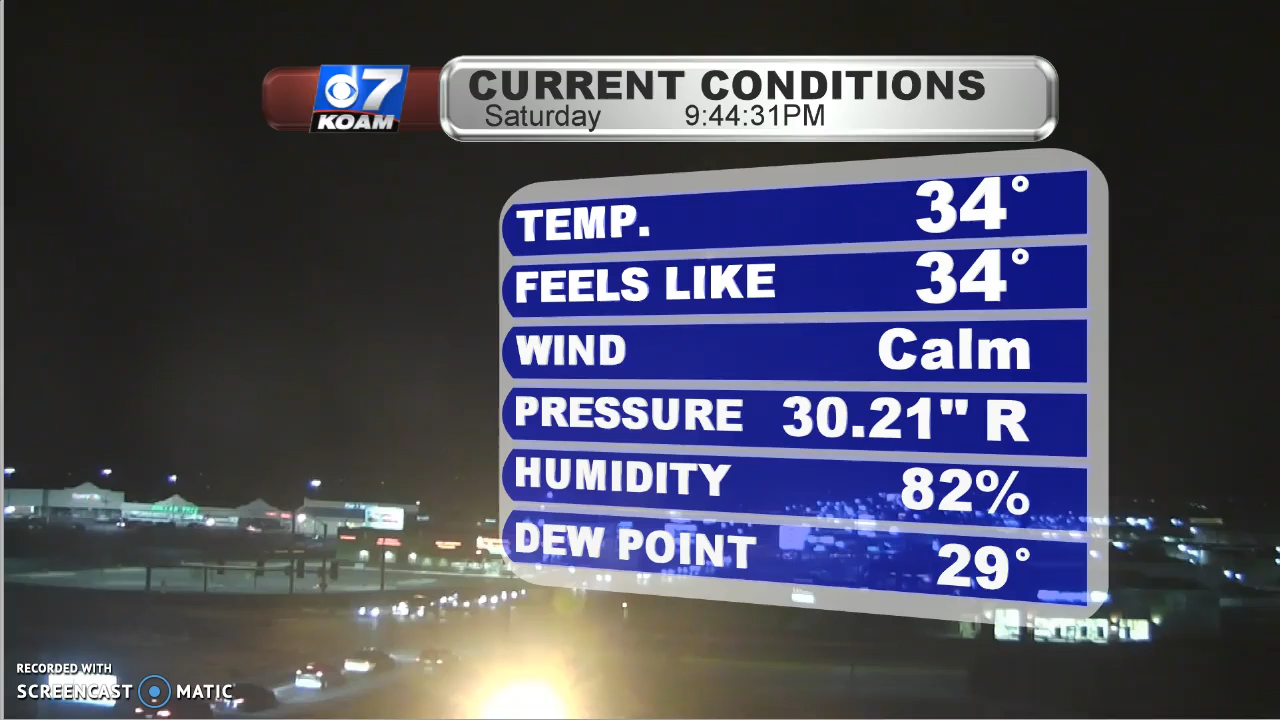 7
KOAM
CURRENT CONDITIONS
Saturday 9:44:31PM
TEMP. 34°
FEELS LIKE 34°
WIND Calm
PRESSURE 30.21" R
HUMIDITY 82%
DEW POINT 29°
RECORDED WITH
SCREENCAST MATIC